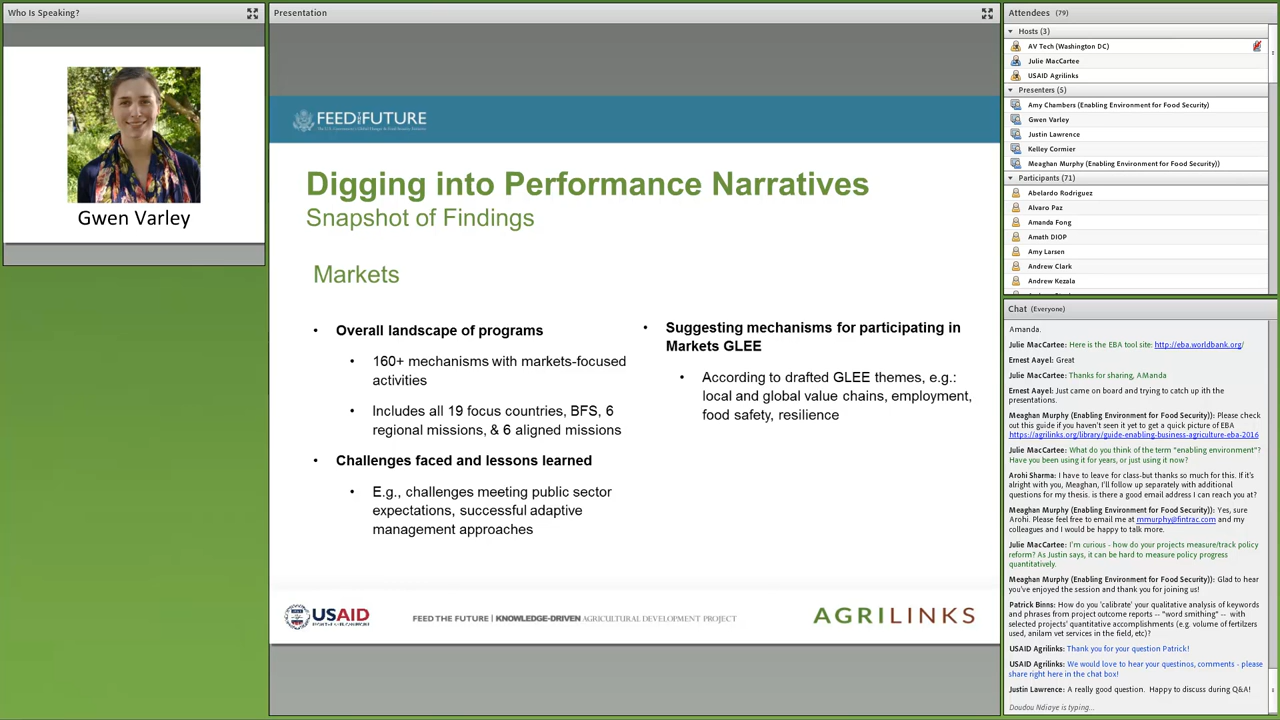 Who Is Speaking?
Gwen Varley
Presentation
FEED THE FUTURE
Digging into Performance Narratives
Snapshot of Findings
Markets
• Overall landscape of programs
• 160+ mechanisms with markets-focused
activities
• Includes all 19 focus countries, BFS, 6
regional missions, & 6 aligned missions
• Challenges faced and lessons learned
• E.g., challenges meeting public sector
expectations, successful adaptive
management approaches
• Suggesting mechanisms for participating in
Markets GLEE
• According to drafted GLEE themes, e.g.:
local and global value chains, employment,
food safety, resilience
USAID
FEED THE FUTURE | KNOWLEDGE-DRIVEN AGRICULTURAL DEVELOPMENT PROJECT
AGRILINKS
Attendees (79)
Hosts (3)
AV Tech (Washington DC)
Julie MacCartee
USAID Agrilinks
Presenters (5)
Amy Chambers (Enabling Environment for Food Security)
Gwen Varley
Justin Lawrence
Kelley Cormier
Meaghan Murphy (Enabling Environment for Food Security))
Participants (71)
Abelardo Rodriguez
Alvaro Paz
Amanda Fong
Amath DIOP
Amy Larsen
Andrew Clark
Andrew Kezala
Chat (Everyone)
Amanda.
Julie MacCartee: Here is the EBA tool site: http://eba.worldbank.org/
Ernest Aayel: Great
Julie MacCartee: Thanks for sharing, AManda
Ernest Aayel: Just came on board and trying to catch up ith the
presentations.
Meaghan Murphy (Enabling Environment for Food Security)): Please check
out this guide if you haven't seen it yet to get a quick picture of EBA
https://agrilinks.org/library/guide-enabling-business-agriculture-eba-2016
Julie MacCartee: What do you think of the term "enabling environment"?
Have you been using it for years, or just using it now?
Arohi Sharma: I have to leave for class-but thanks so much for this. If it's
alright with you, Meaghan, I'll follow up separately with additional
questions for my thesis. is there a good email address I can reach you at?
Meaghan Murphy (Enabling Environment for Food Security)): Yes, sure
Arohi. Please feel free to email me at mmurphy@fintrac.com and my
colleagues and I would be happy to talk more.
Julie MacCartee: I'm curious - how do your projects measure/track policy
reform? As Justin says, it can be hard to measure policy progress
quantitatively.
Meaghan Murphy (Enabling Environment for Food Security)): Glad to hear
you've enjoyed the session and thank you for joining us!
Patrick Binns: How do you 'calibrate' your qualitative analysis of keywords
and phrases from project outcome reports -- "word smithing" -- with
selected projects' quantitative accomplishments (e.g. volume of fertilzers
used, anilam vet services in the field, etc)?
USAID Agrilinks: Thank you for your question Patrick!
USAID Agrilinks: We would love to hear your questinos, comments - please
share right here in the chat box!
Justin Lawrence: A really good question. Happy to discuss during Q&A!
Doudou Ndiaye is typing...